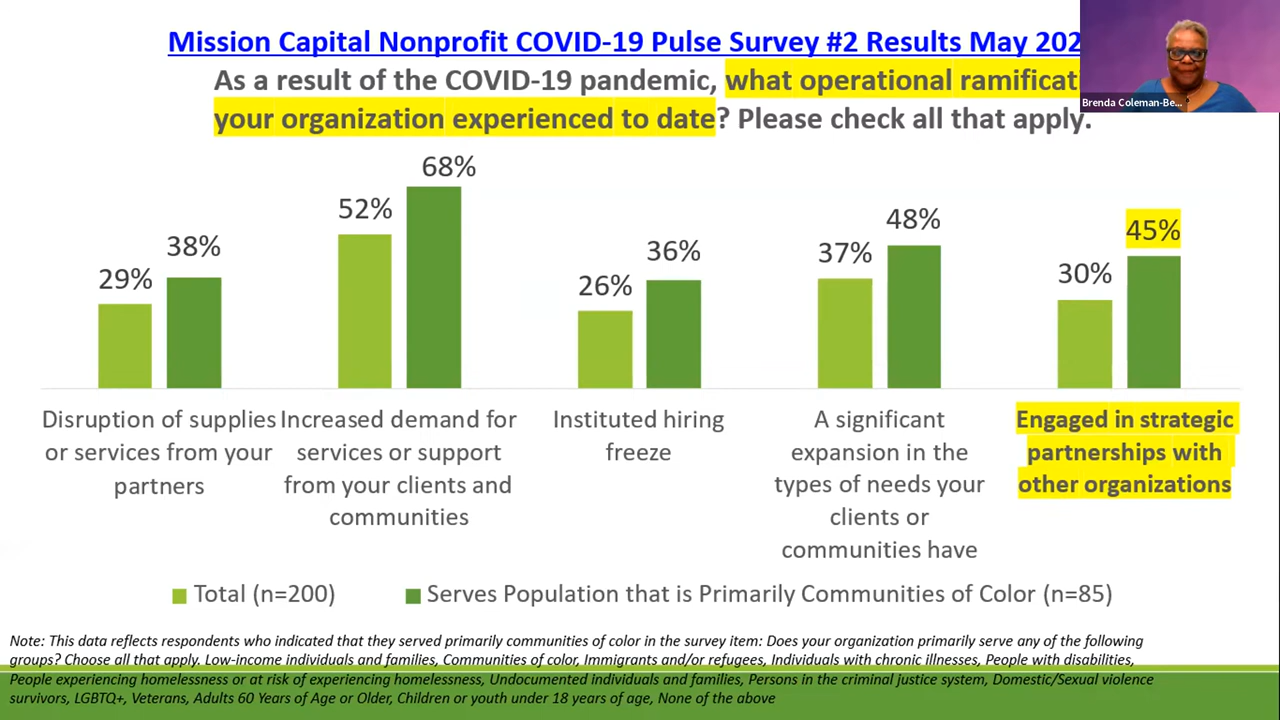 Mission Capital Nonprofit COVID-19 Pulse Survey #2 Results May 202
As a result of the COVID-19 pandemic, what operational ramificati
your organization experienced to date? Please check all that apply.
Brenda Coleman-Be...
29%
38%
52%
68%
26%
36%
37%
48%
30%
45%
Disruption of supplies
or services from your
partners
Increased demand for
services or support
from your clients and
communities
Instituted hiring
freeze
A significant
expansion in the
types of needs your
clients or
communities have
Engaged in strategic
partnerships with
other organizations
Total (n=200)
Serves Population that is Primarily Communities of Color (n=85)
Note: This data reflects respondents who indicated that they served primarily communities of color in the survey item: Does your organization primarily serve any of the following
groups? Choose all that apply. Low-income individuals and families, Communities of color, Immigrants and/or refugees, Individuals with chronic illnesses, People with disabilities,
People experiencing homelessness or at risk of experiencing homelessness, Undocumented individuals and families, Persons in the criminal justice system, Domestic/Sexual violence
survivors, LGBTQ+, Veterans, Adults 60 Years of Age or Older, Children or youth under 18 years of age, None of the above